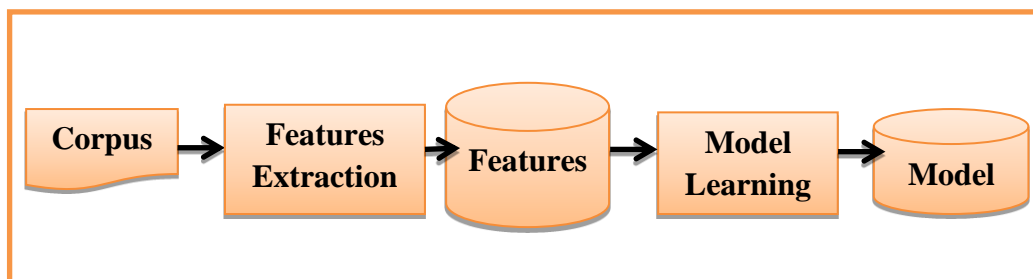 Corpus
Features
Extraction
Features
Model
Learning
Model